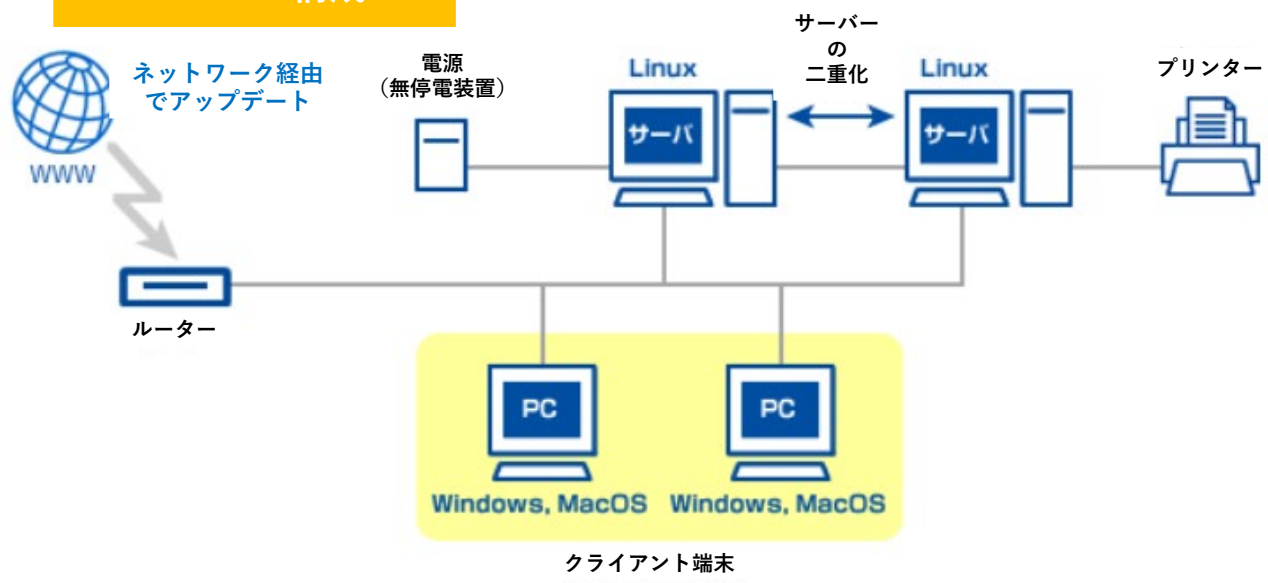 ネットワーク経由
でアップデート
WWW
電源
(無停電装置)
Linux
サーバ
サーバー
の
二重化
Linux
サーバ
プリンター
ルーター
PC
Windows, MacOS
PC
Windows, MacOS
クライアント端末